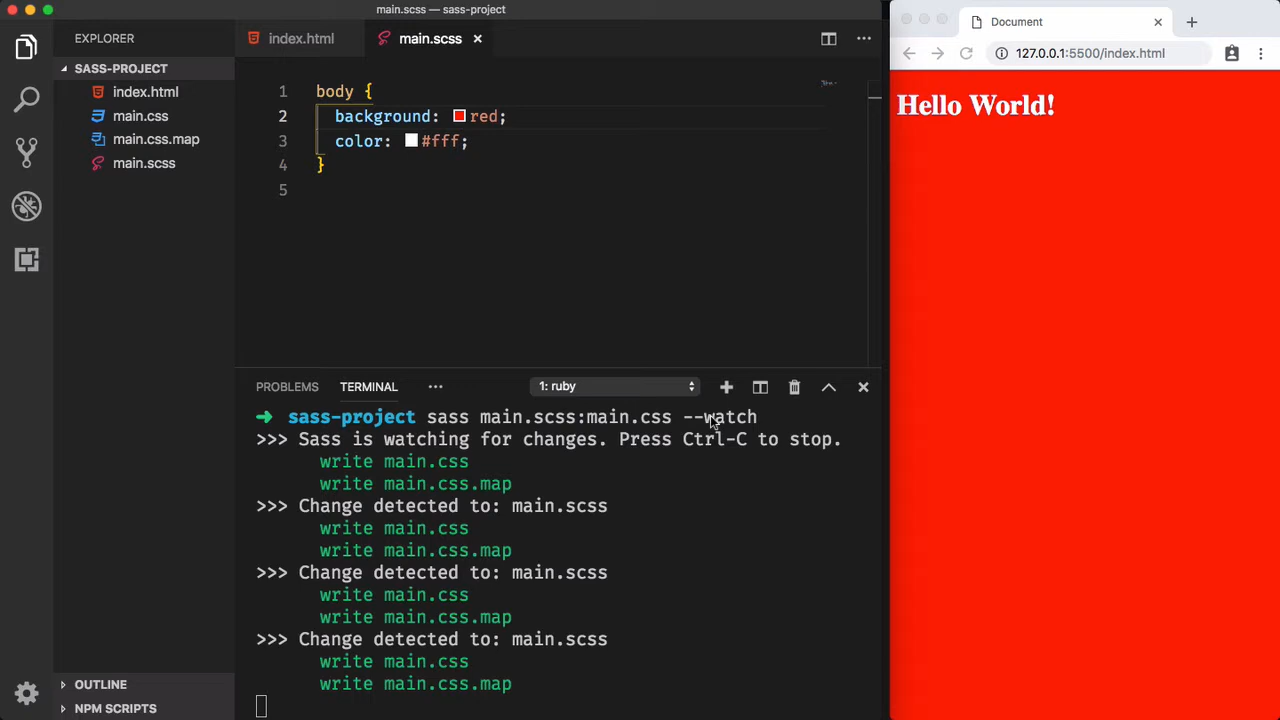 main.scss — sass-project
EXPLORER
SASS-PROJECT
index.html
main.css
main.css.map
main.scss
OUTLINE
NPM SCRIPTS
index.html
main.scss
1 body {
2 background: red;
3 color: #fff;
4 }
5
PROBLEMS TERMINAL 1: ruby
➜ sass-project sass main.scss:main.css --watch
>>> Sass is watching for changes. Press Ctrl-C to stop.
write main.css
write main.css.map
>>> Change detected to: main.scss
write main.css
write main.css.map
>>> Change detected to: main.scss
write main.css
write main.css.map
>>> Change detected to: main.scss
write main.css
write main.css.map
Document
127.0.0.1:5500/index.html
Hello World!